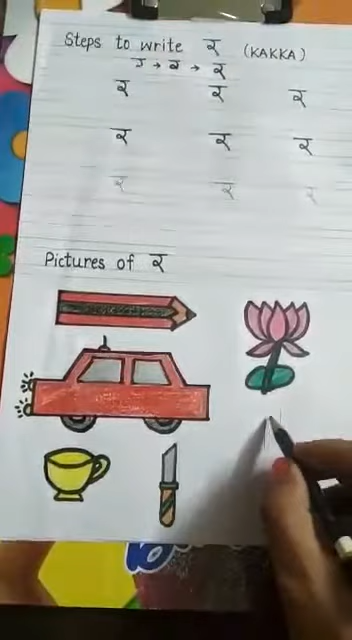 Steps to write ਕ (KAKKA)
→ → ਕ
ਕ ਕ ਕ
ਕ ਕ ਕ
ਕ ਕ ਕ
Pictures of ਕ